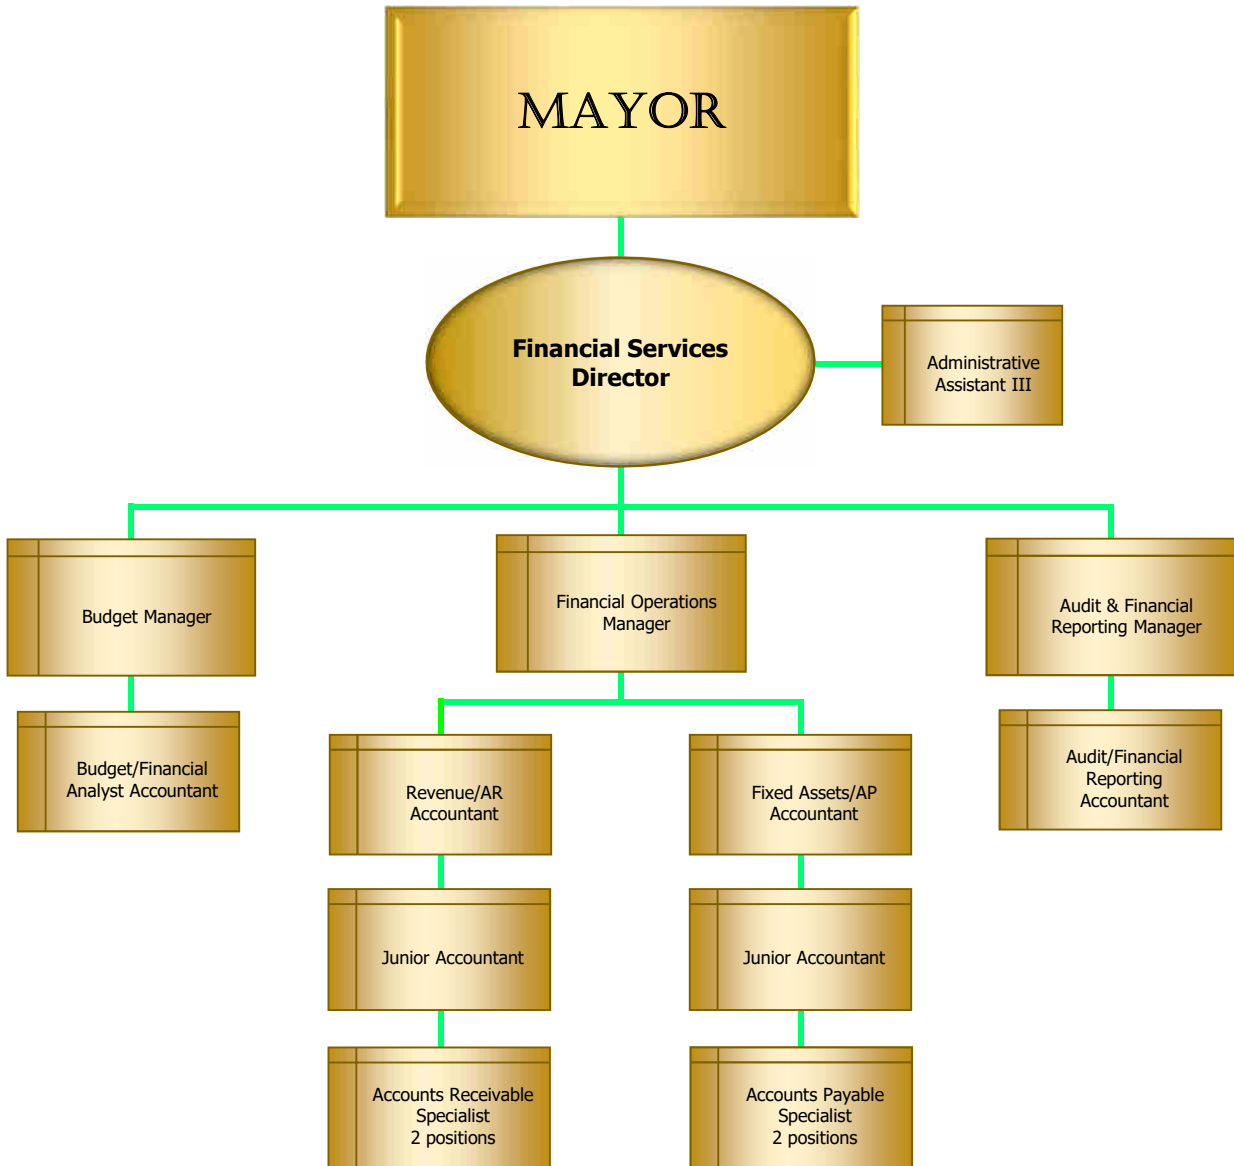 MAYOR
Financial Services
Director
Administrative
Assistant III
Budget Manager
Financial Operations
Manager
Audit & Financial
Reporting Manager
Budget/Financial
Analyst Accountant
Revenue/AR
Accountant
Fixed Assets/AP
Accountant
Audit/Financial
Reporting
Accountant
Junior Accountant
Junior Accountant
Accounts Receivable
Specialist
2 positions
Accounts Payable
Specialist
2 positions